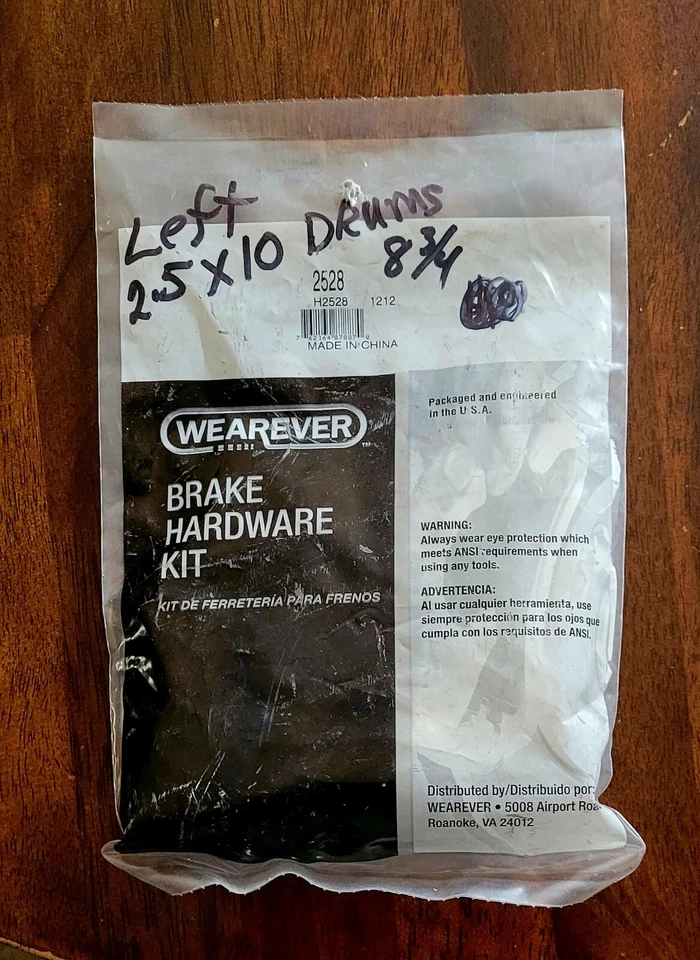 Left Drums
2.5 x 10 8 3/4
2528
H2528 1212
MADE IN CHINA
WEAREVER
BRAKE
HARDWARE
KIT
KIT DE FERRETERÍA PARA FRENOS
Packaged and engineered
in the U.S.A.
WARNING:
Always wear eye protection which
meets ANSI requirements when
using any tools.
ADVERTENCIA:
Al usar cualquier herramienta, use
siempre protección para los ojos que
cumpla con los requisitos de ANSI.
Distributed by/Distribuido por:
WEAREVER • 5008 Airport Roa
Roanoke, VA 24012